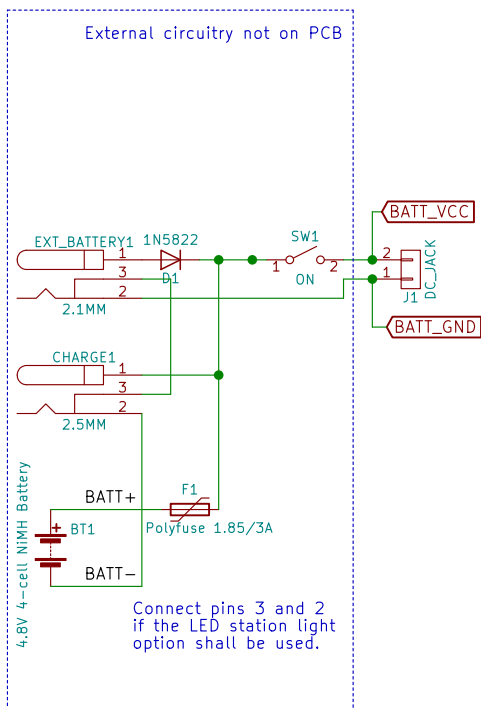 External circuitry not on PCB
BATT_VCC
EXT_BATTERY1
1N5822
SW1
1
3
2
D1
1
2
ON
2
1
DC_JACK
J1
2.1MM
BATT_GND
CHARGE1
1
3
2
2.5MM
4.8V 4-cell NiMH Battery
BATT+
F1
+
BT1
Polyfuse 1.85/3A
BATT-
Connect pins 3 and 2
if the LED station light
option shall be used.